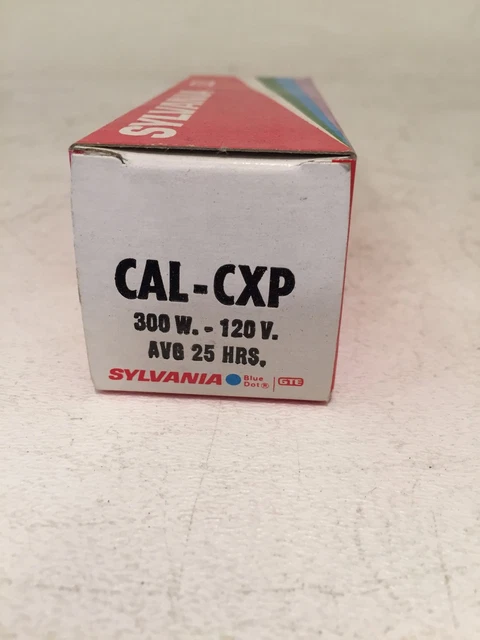 SYLVANIA
CAL-CXP
300 W. - 120 V.
AVG 25 HRS.
SYLVANIA Blue Dot® GTE